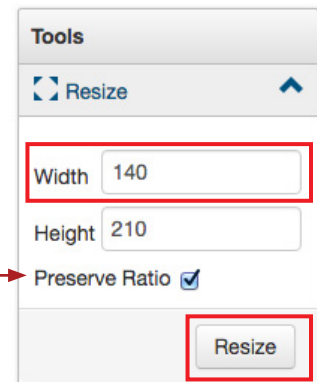 Tools
Resize
Width 140
Height 210
Preserve Ratio
Resize